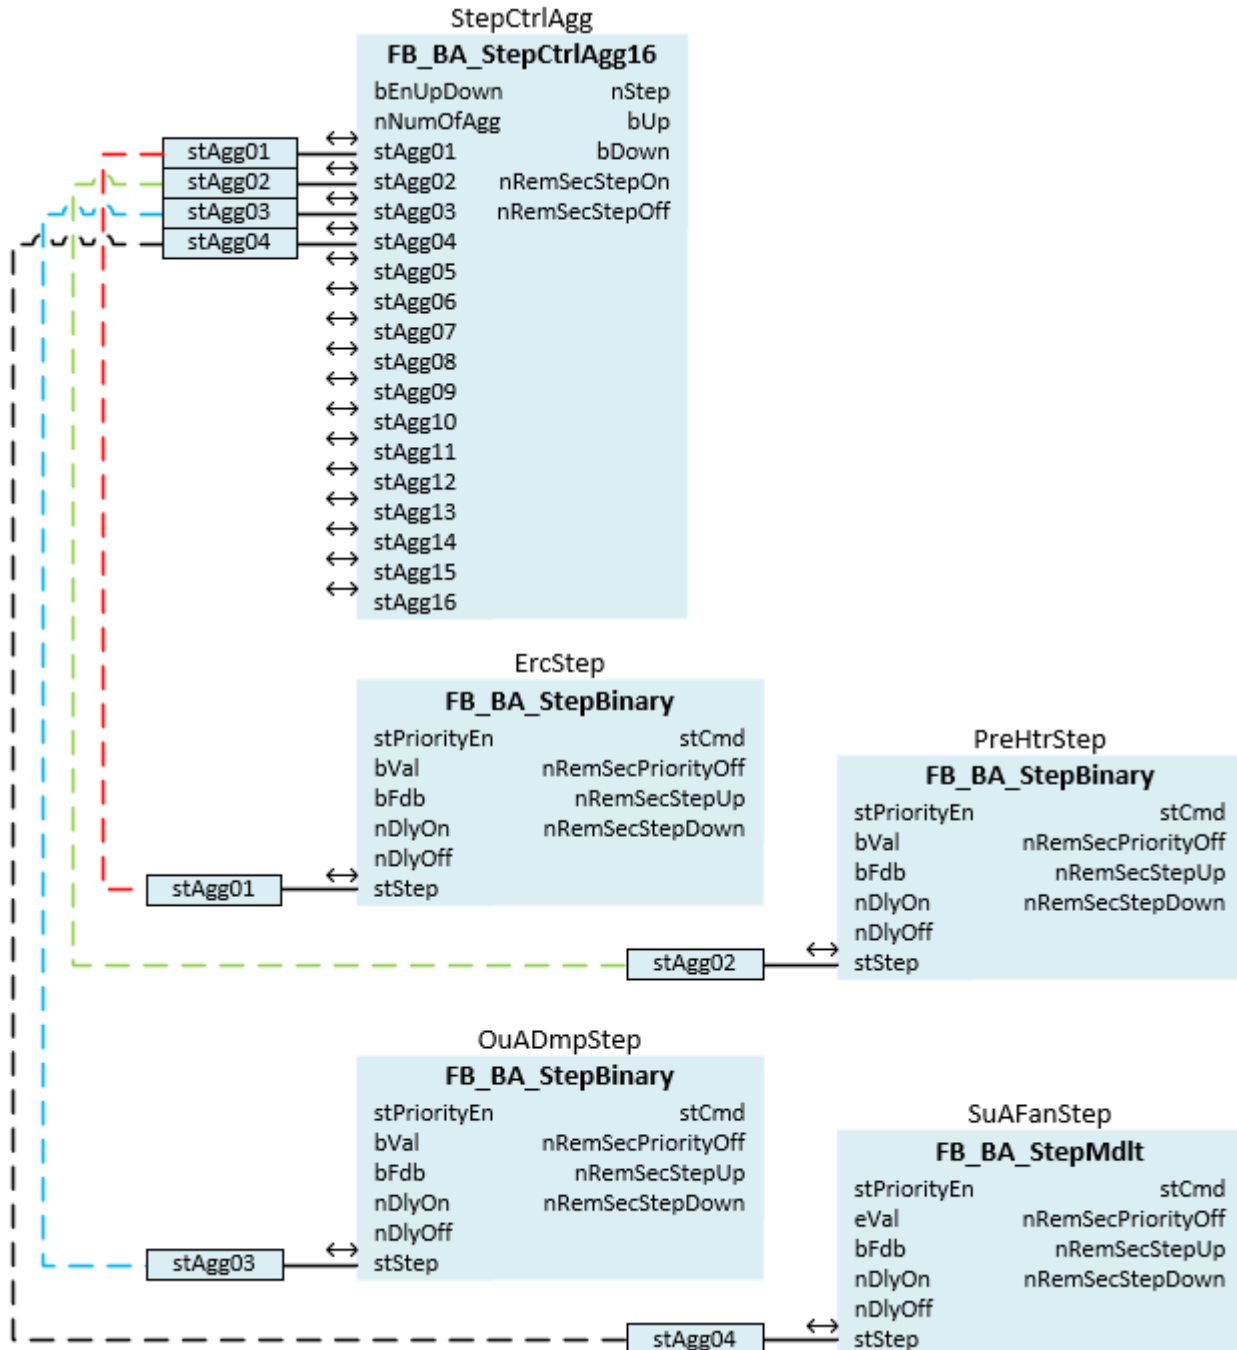 StepCtrlAgg
FB_BA_StepCtrlAgg16
bEnUpDown nStep
nNumOfAgg bUp
stAgg01 stAgg01 bDown
stAgg02 stAgg02 nRemSecStepOn
stAgg03 stAgg03 nRemSecStepOff
stAgg04 stAgg04
stAgg05
stAgg06
stAgg07
stAgg08
stAgg09
stAgg10
stAgg11
stAgg12
stAgg13
stAgg14
stAgg15
stAgg16
ErcStep
FB_BA_StepBinary
stPriorityEn stCmd
bVal nRemSecPriorityOff
bFdb nRemSecStepUp
nDlyOn nRemSecStepDown
nDlyOff
stAgg01 stStep
PreHtrStep
FB_BA_StepBinary
stPriorityEn stCmd
bVal nRemSecPriorityOff
bFdb nRemSecStepUp
nDlyOn nRemSecStepDown
nDlyOff
stAgg02 stStep
OuADmpStep
FB_BA_StepBinary
stPriorityEn stCmd
bVal nRemSecPriorityOff
bFdb nRemSecStepUp
nDlyOn nRemSecStepDown
nDlyOff
stAgg03 stStep
SuAFanStep
FB_BA_StepMdlt
stPriorityEn stCmd
eVal nRemSecPriorityOff
bFdb nRemSecStepUp
nDlyOn nRemSecStepDown
nDlyOff
stAgg04 stStep